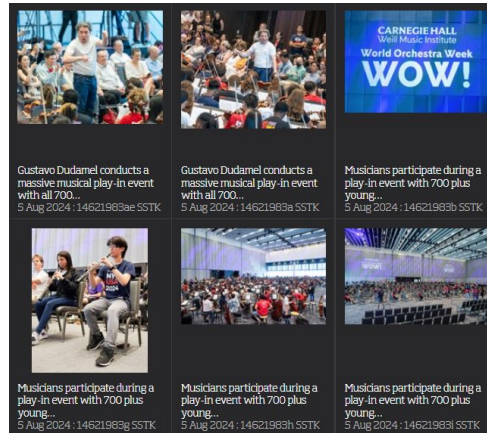 CARNEGIE HALL
Weill Music Institute
World Orchestra Week
WOW!
Gustavo Dudamel conducts a
massive musical play-in event
with all 700...
5 Aug 2024 : 14621983ae SSTK
Gustavo Dudamel conducts a
massive musical play-in event
with all 700...
5 Aug 2024 : 14621983a SSTK
Musicians participate during a
play-in event with 700 plus
young...
5 Aug 2024 : 14621983b SSTK
WOW!
WOW!
Musicians participate during a
play-in event with 700 plus
young...
5 Aug 2024 : 14621983g SSTK
Musicians participate during a
play-in event with 700 plus
young...
5 Aug 2024 : 14621983h SSTK
Musicians participate during a
play-in event with 700 plus
young...
5 Aug 2024 : 14621983i SSTK